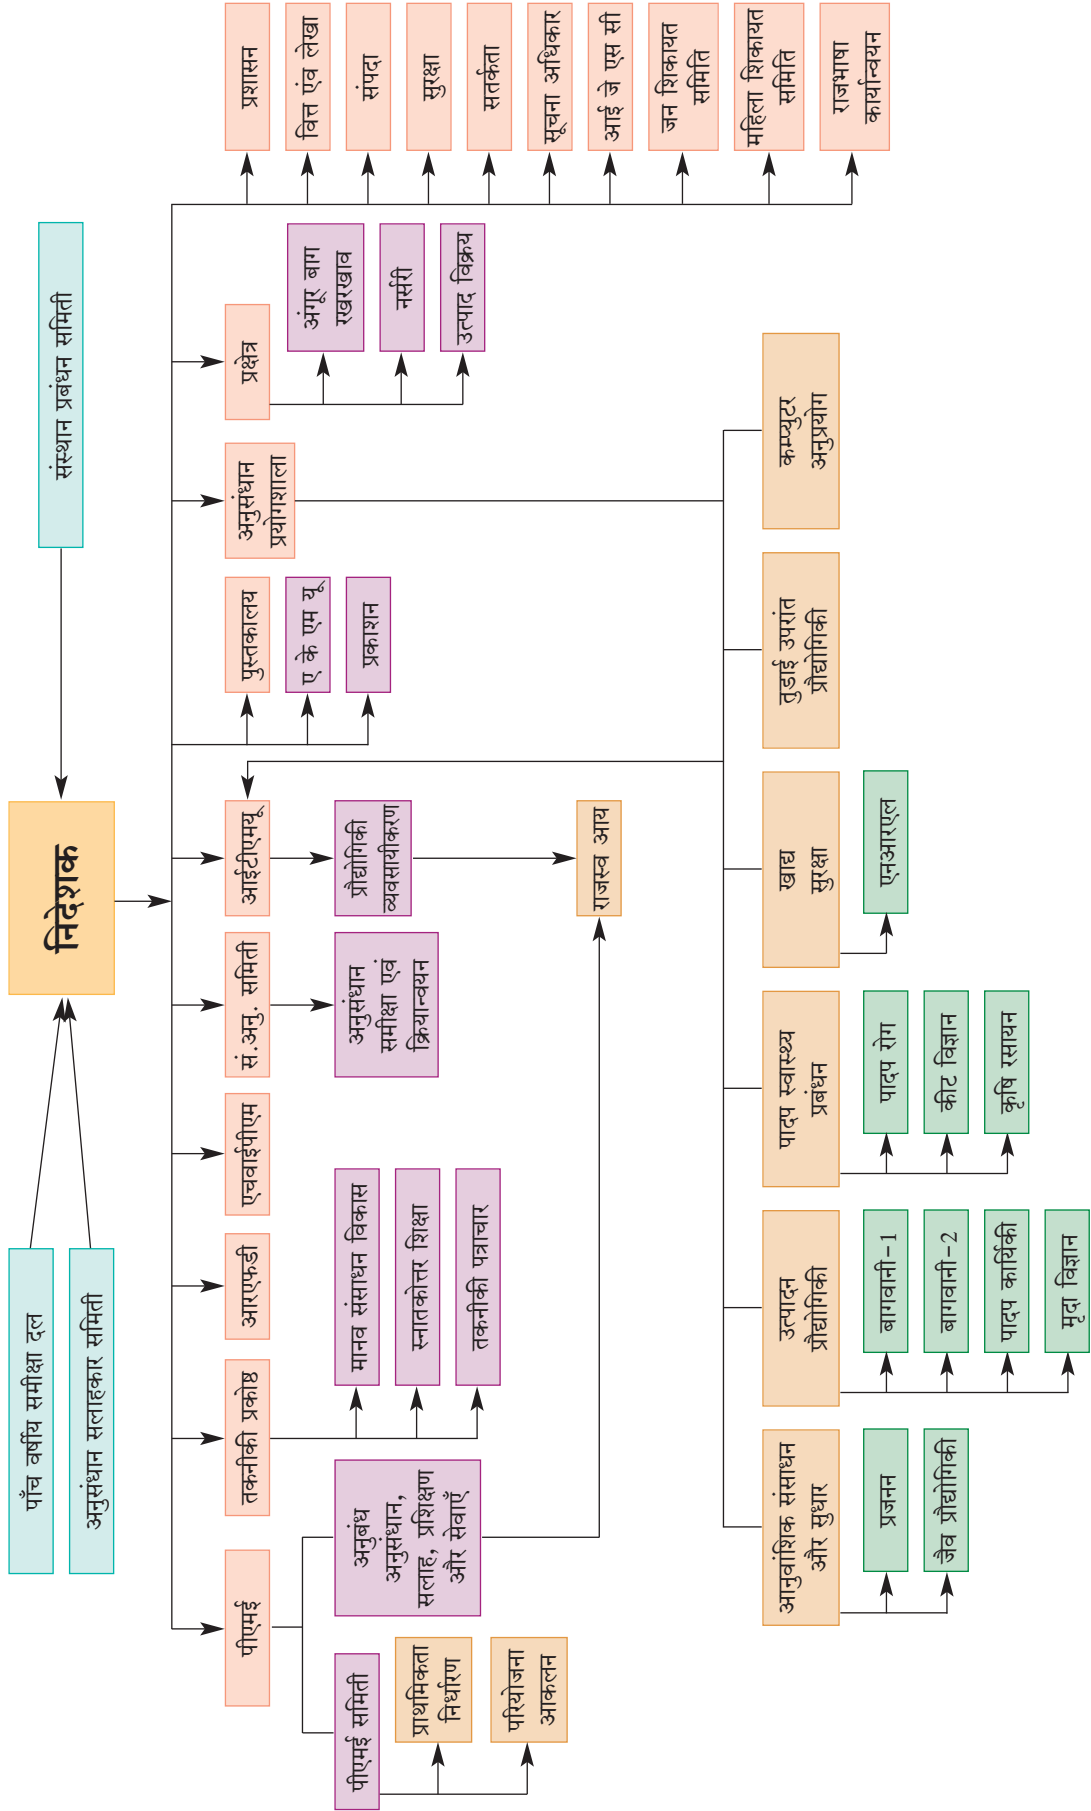 पाँच वर्षीय समीक्षा दल
अनुसंधान सलाहकार समिती
निदेशक
संस्थान प्रबंधन समिती
पीएमई
तकनीकी प्रकोष्ठ
आरएफडी
एचवाईपीएम
सं.अनु. समिती
आईटीएमयू
पुस्तकालय
ए के एम यू
प्रकाशन
अनुसंधान
प्रयोगशाला
प्रक्षेत्र
प्रशासन
वित्त एंव लेखा
संपदा
सुरक्षा
सतर्कता
सूचना अधिकार
आई जे एस सी
जन शिकायत
समिति
महिला शिकायत
समिति
राजभाषा
कार्यान्वयन
पीएमई समिती
प्राथमिकता
निर्धारण
परियोजना
आकलन
अनुबंध
अनुसंधान,
सलाह, प्रशिक्षण
और सेवाएँ
मानव संसाधन विकास
स्नातकोत्तर शिक्षा
तकनीकी पत्राचार
अनुसंधान
समीक्षा एवं
क्रियान्वयन
प्रौद्योगिकी
व्यवसायीकरण
राजस्व आय
अंगूर बाग
रखरखाव
नर्सरी
उत्पाद विक्रय
आनुवांशिक संसाधन
और सुधार
प्रजनन
जैव प्रौद्योगिकी
उत्पादन
प्रौद्योगिकी
बागवानी-1
बागवानी-2
पादप कार्यिकी
मृदा विज्ञान
पादप स्वास्थ्य
प्रबंधन
पादप रोग
कीट विज्ञान
कृषि रसायन
खाद्य
सुरक्षा
एनआरएल
तुडाई उपरांत
प्रौद्योगिकी
कम्प्युटर
अनुप्रयोग